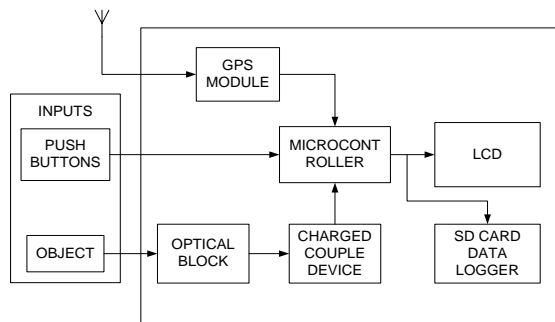 GPS
MODULE
INPUTS
PUSH
BUTTONS
MICROCONT
ROLLER
LCD
OBJECT
OPTICAL
BLOCK
CHARGED
COUPLE
DEVICE
SD CARD
DATA
LOGGER